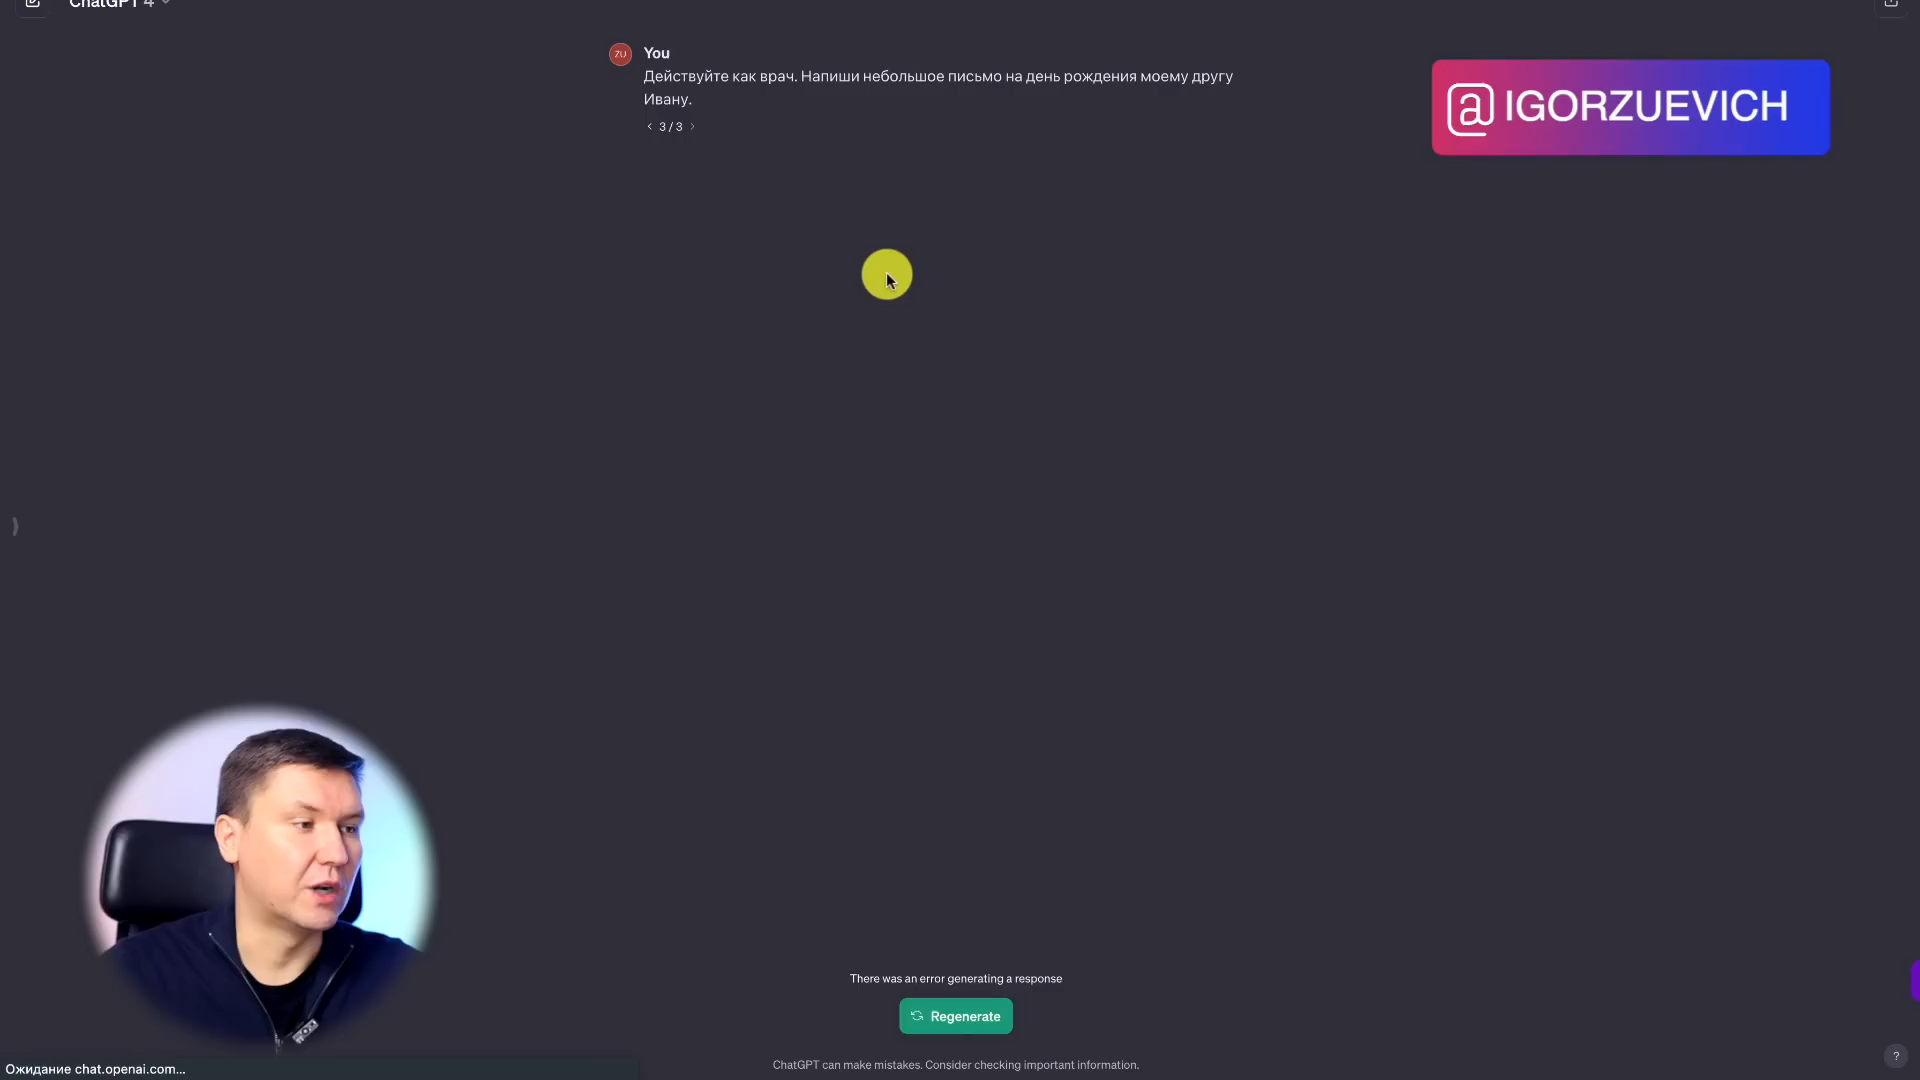 ChatGPT 4
ZU
You
Действуйте как врач. Напиши небольшое письмо на день рождения моему другу
Ивану.
3 / 3
@IGORZUEVICH
There was an error generating a response
Regenerate
ChatGPT can make mistakes. Consider checking important information.
?
Ожидание chat.openai.com...